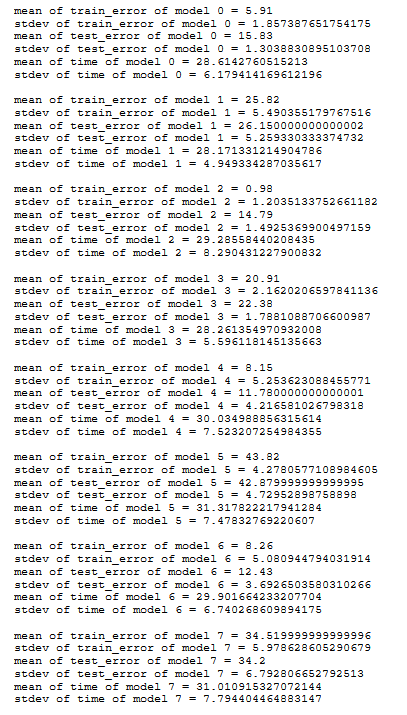 mean of train_error of model 0 = 5.91
stdev of train_error of model 0 = 1.857387651754175
mean of test_error of model 0 = 15.83
stdev of test_error of model 0 = 1.3038830895103708
mean of time of model 0 = 28.6142760515213
stdev of time of model 0 = 6.179414169612196
mean of train_error of model 1 = 25.82
stdev of train_error of model 1 = 5.490355179767516
mean of test_error of model 1 = 26.150000000000002
stdev of test_error of model 1 = 5.259330333374732
mean of time of model 1 = 28.171331214904786
stdev of time of model 1 = 4.949334287035617
mean of train_error of model 2 = 0.98
stdev of train_error of model 2 = 1.2035133752661182
mean of test_error of model 2 = 14.79
stdev of test_error of model 2 = 1.4925369900497159
mean of time of model 2 = 29.28558440208435
stdev of time of model 2 = 8.290431227900832
mean of train_error of model 3 = 20.91
stdev of train_error of model 3 = 2.1620206597841136
mean of test_error of model 3 = 22.38
stdev of test_error of model 3 = 1.7881088706600987
mean of time of model 3 = 28.261354970932008
stdev of time of model 3 = 5.596118145135663
mean of train_error of model 4 = 8.15
stdev of train_error of model 4 = 5.253623088455771
mean of test_error of model 4 = 11.780000000000001
stdev of test_error of model 4 = 4.216581026798318
mean of time of model 4 = 30.034988856315614
stdev of time of model 4 = 7.523207254984355
mean of train_error of model 5 = 43.82
stdev of train_error of model 5 = 4.2780577108984605
mean of test_error of model 5 = 42.879999999999995
stdev of test_error of model 5 = 4.72952898758898
mean of time of model 5 = 31.317822217941284
stdev of time of model 5 = 7.47832769220607
mean of train_error of model 6 = 8.26
stdev of train_error of model 6 = 5.080944794031914
mean of test_error of model 6 = 12.43
stdev of test_error of model 6 = 3.6926503580310266
mean of time of model 6 = 29.901664233207704
stdev of time of model 6 = 6.740268609894175
mean of train_error of model 7 = 34.519999999999996
stdev of train_error of model 7 = 5.978628605290679
mean of test_error of model 7 = 34.2
stdev of test_error of model 7 = 6.792806652792513
mean of time of model 7 = 31.010915327072144
stdev of time of model 7 = 7.794404464883147